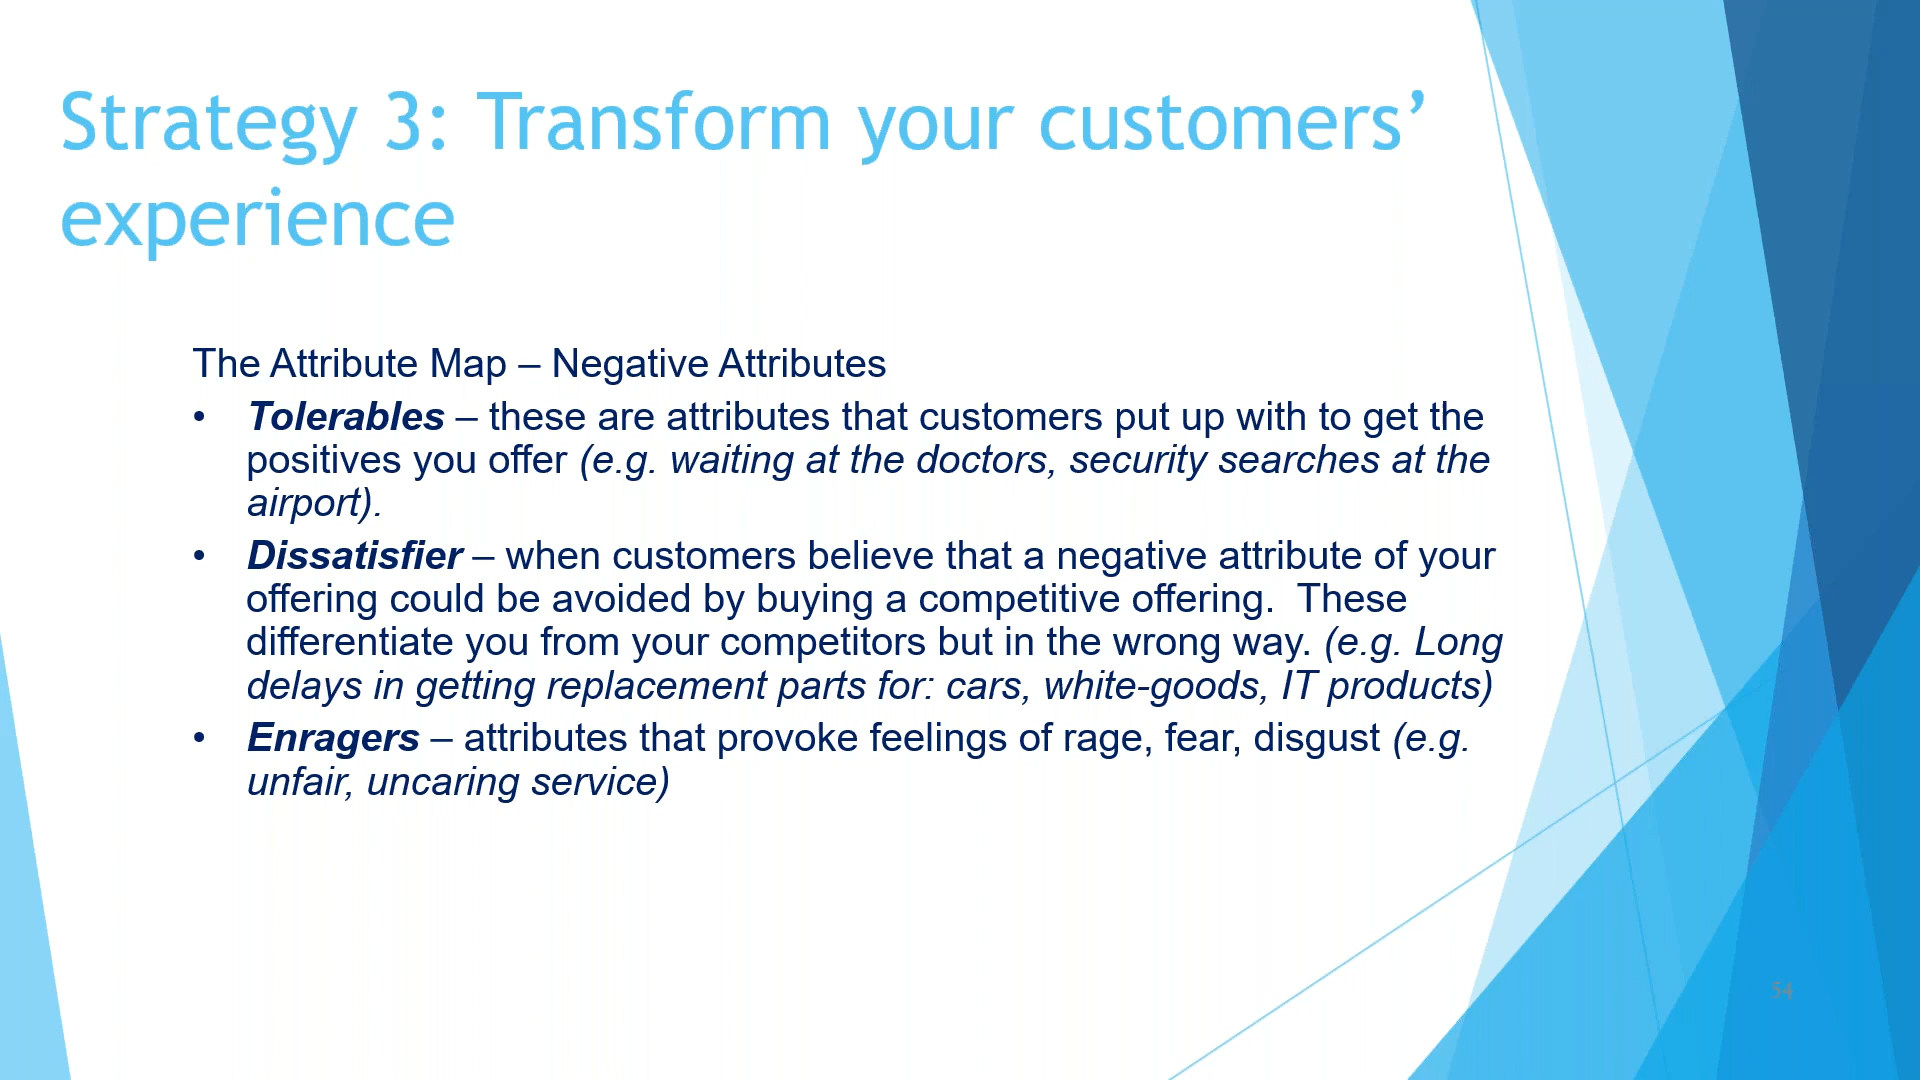 Strategy 3: Transform your customers’
experience
The Attribute Map – Negative Attributes
• Tolerables – these are attributes that customers put up with to get the
positives you offer (e.g. waiting at the doctors, security searches at the
airport).
• Dissatisfier – when customers believe that a negative attribute of your
offering could be avoided by buying a competitive offering.  These
differentiate you from your competitors but in the wrong way. (e.g. Long
delays in getting replacement parts for: cars, white-goods, IT products)
• Enragers – attributes that provoke feelings of rage, fear, disgust (e.g.
unfair, uncaring service)
54